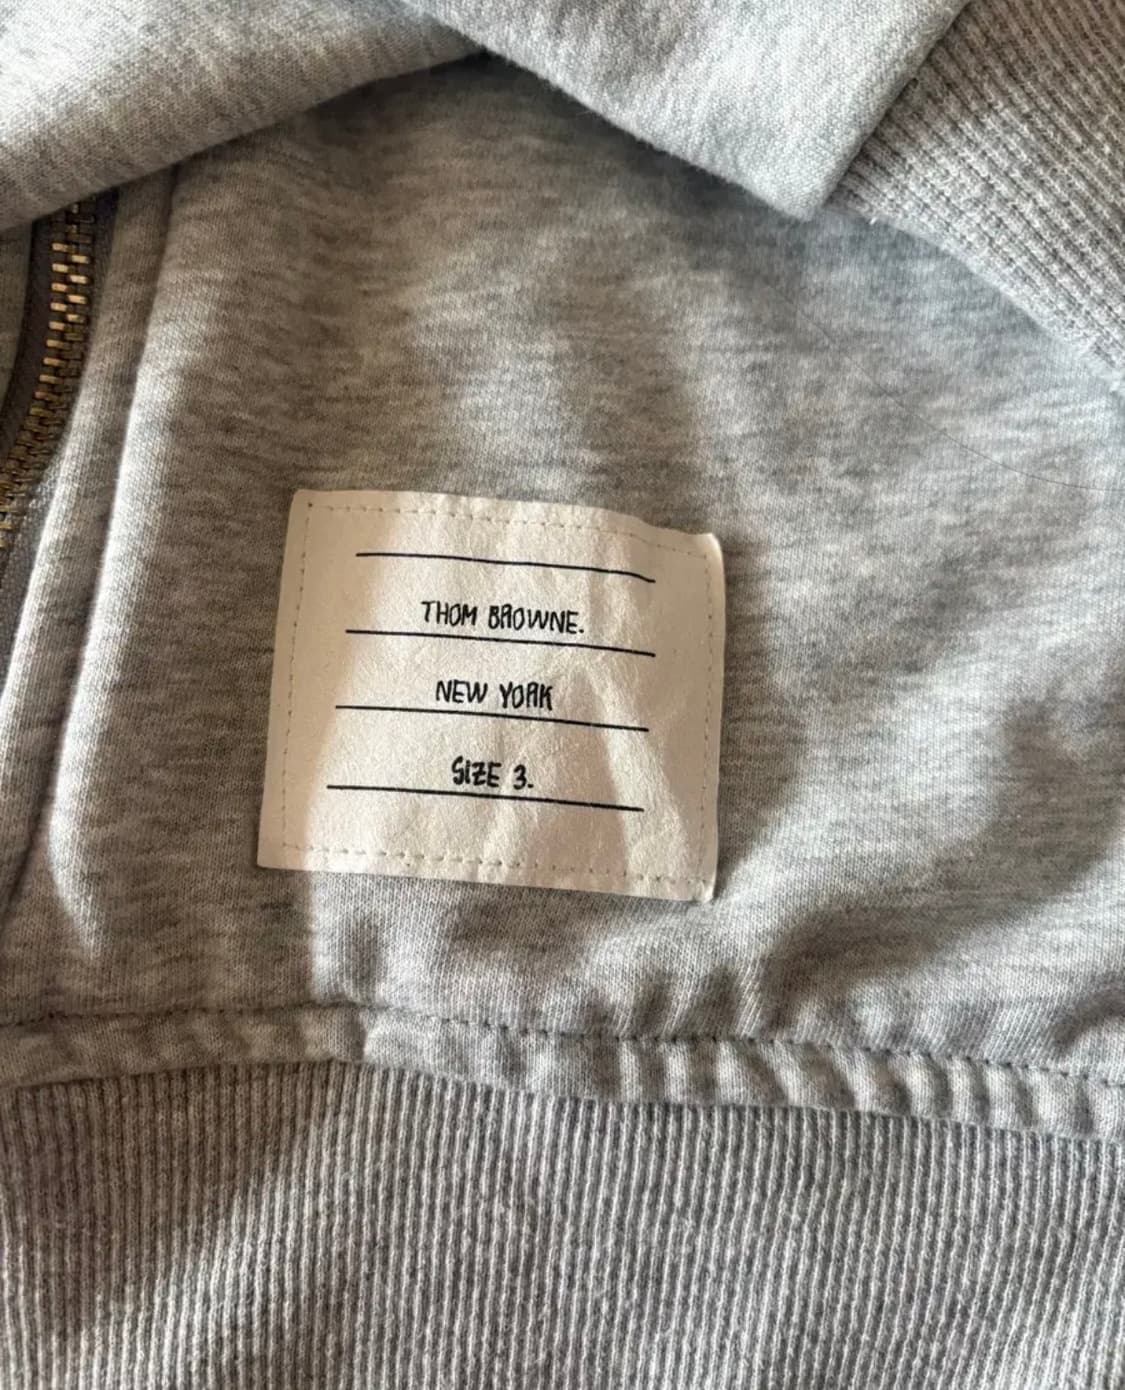 THOM BROWNE.
NEW YORK
SIZE 3.